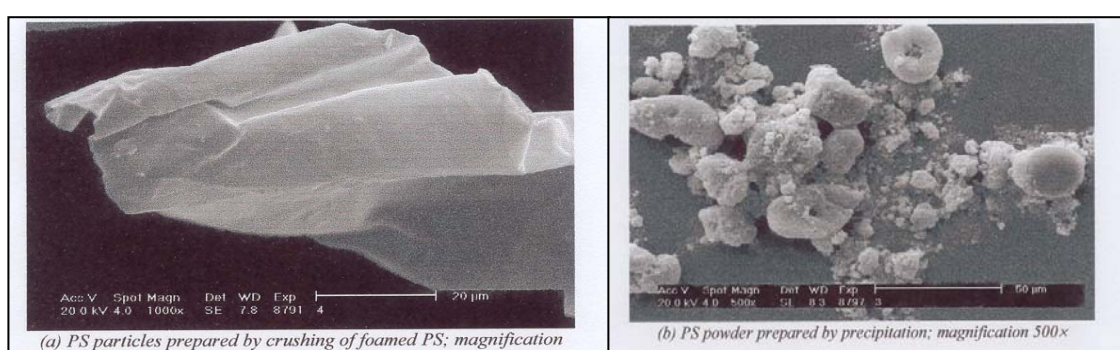 Acc.V Spot Magn Det WD Exp 20 µm
20.0 kV 4.0 1000x SE 7.8 8791 4
(a) PS particles prepared by crushing of foamed PS; magnification
Acc.V Spot Magn Det WD Exp 50 µm
20.0 kV 4.0 500x SE 8.3 8797 3
(b) PS powder prepared by precipitation; magnification 500×